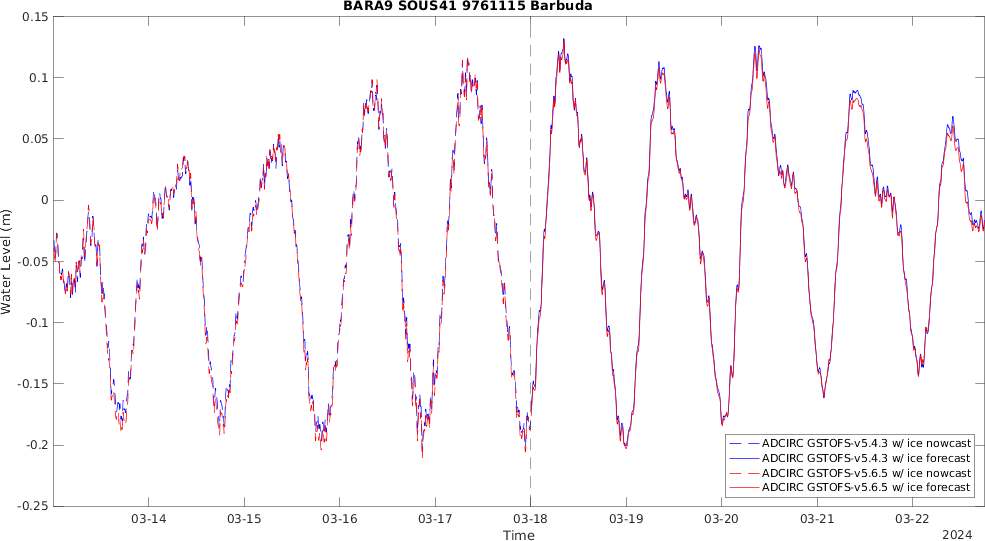 BARA9 SOUS41 9761115 Barbuda
0.15
0.1
0.05
0
-0.05
-0.1
-0.15
-0.2
-0.25
Water Level (m)
ADCIRC GSTOFS-v5.4.3 w/ ice nowcast
ADCIRC GSTOFS-v5.4.3 w/ ice forecast
ADCIRC GSTOFS-v5.6.5 w/ ice nowcast
ADCIRC GSTOFS-v5.6.5 w/ ice forecast
03-14 03-15 03-16 03-17 03-18 03-19 03-20 03-21 03-22
Time
2024